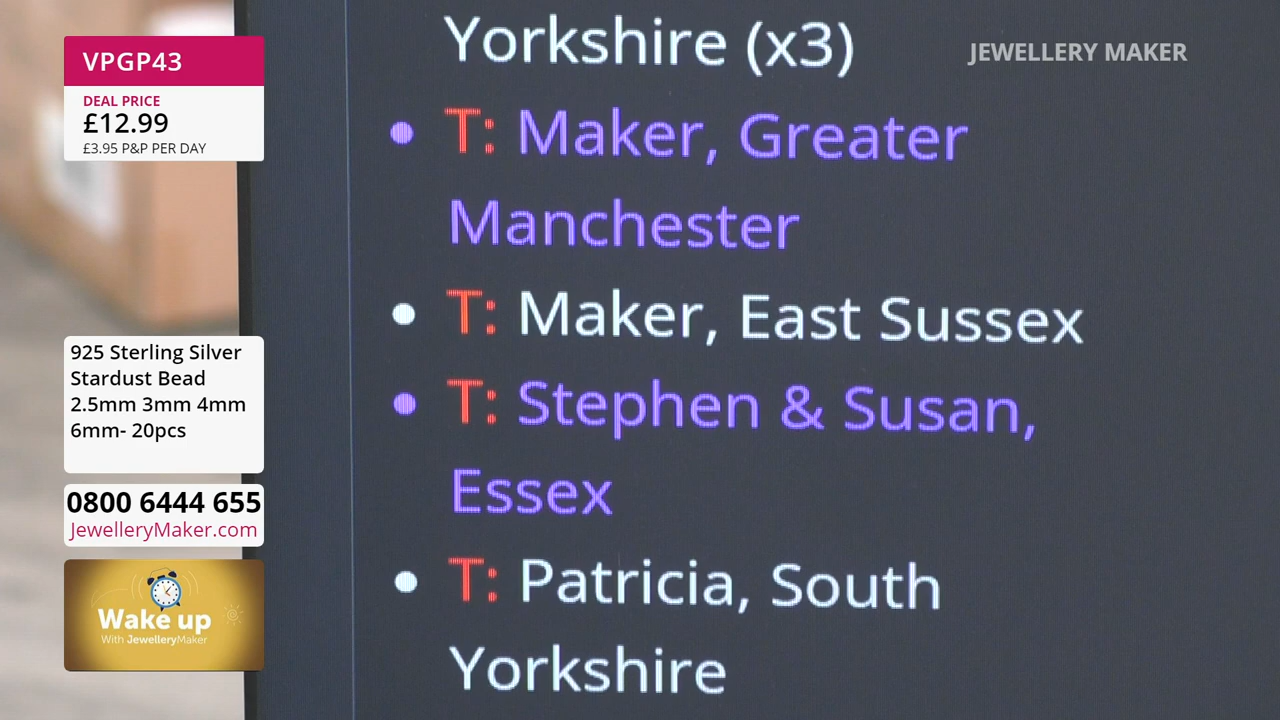 VPGP43
DEAL PRICE
£12.99
£3.95 P&P PER DAY
925 Sterling Silver
Stardust Bead
2.5mm 3mm 4mm
6mm- 20pcs
0800 6444 655
JewelleryMaker.com
Wake up
With JewelleryMaker
JEWELLERY MAKER
Yorkshire (x3)
• T: Maker, Greater
Manchester
• T: Maker, East Sussex
• T: Stephen & Susan,
Essex
• T: Patricia, South
Yorkshire